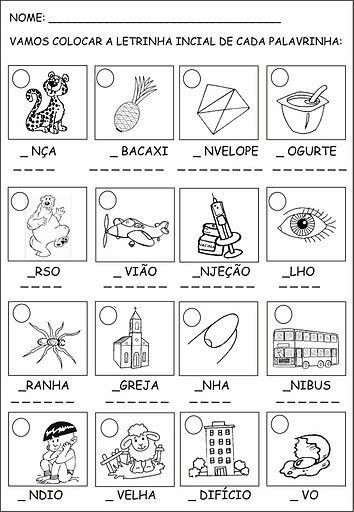 NOME: ______________________________
VAMOS COLOCAR A LETRINHA INCIAL DE CADA PALAVRINHA:
_ NÇA _ BACAXI _ NVELOPE _ OGURTE
_ _ _ _ _ _ _ _ _ _ _ _ _ _ _ _ _ _ _ _ _ _ _ _
_RSO _ VIÃO _NJEÇÃO _LHO
_ _ _ _ _ _ _ _ _ _ _ _ _ _ _ _ _ _ _ _
_RANHA _GREJA _NHA _NIBUS
_ _ _ _ _ _ _ _ _ _ _ _ _ _ _ _ _ _ _ _ _ _
_ NDIO _ VELHA _ DIFÍCIO _ VO